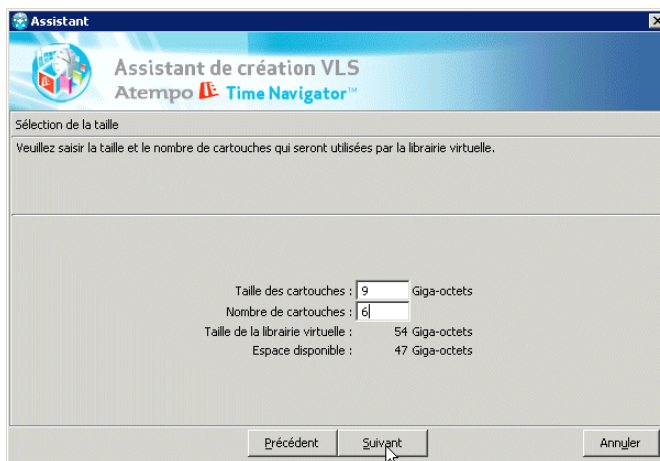 Assistant
Assistant de création VLS
Atempo Time Navigator™
Sélection de la taille
Veuillez saisir la taille et le nombre de cartouches qui seront utilisées par la librairie virtuelle.
Taille des cartouches : 9 Giga-octets
Nombre de cartouches : 6
Taille de la librairie virtuelle : 54 Giga-octets
Espace disponible : 47 Giga-octets
Précédent Suivant Annuler